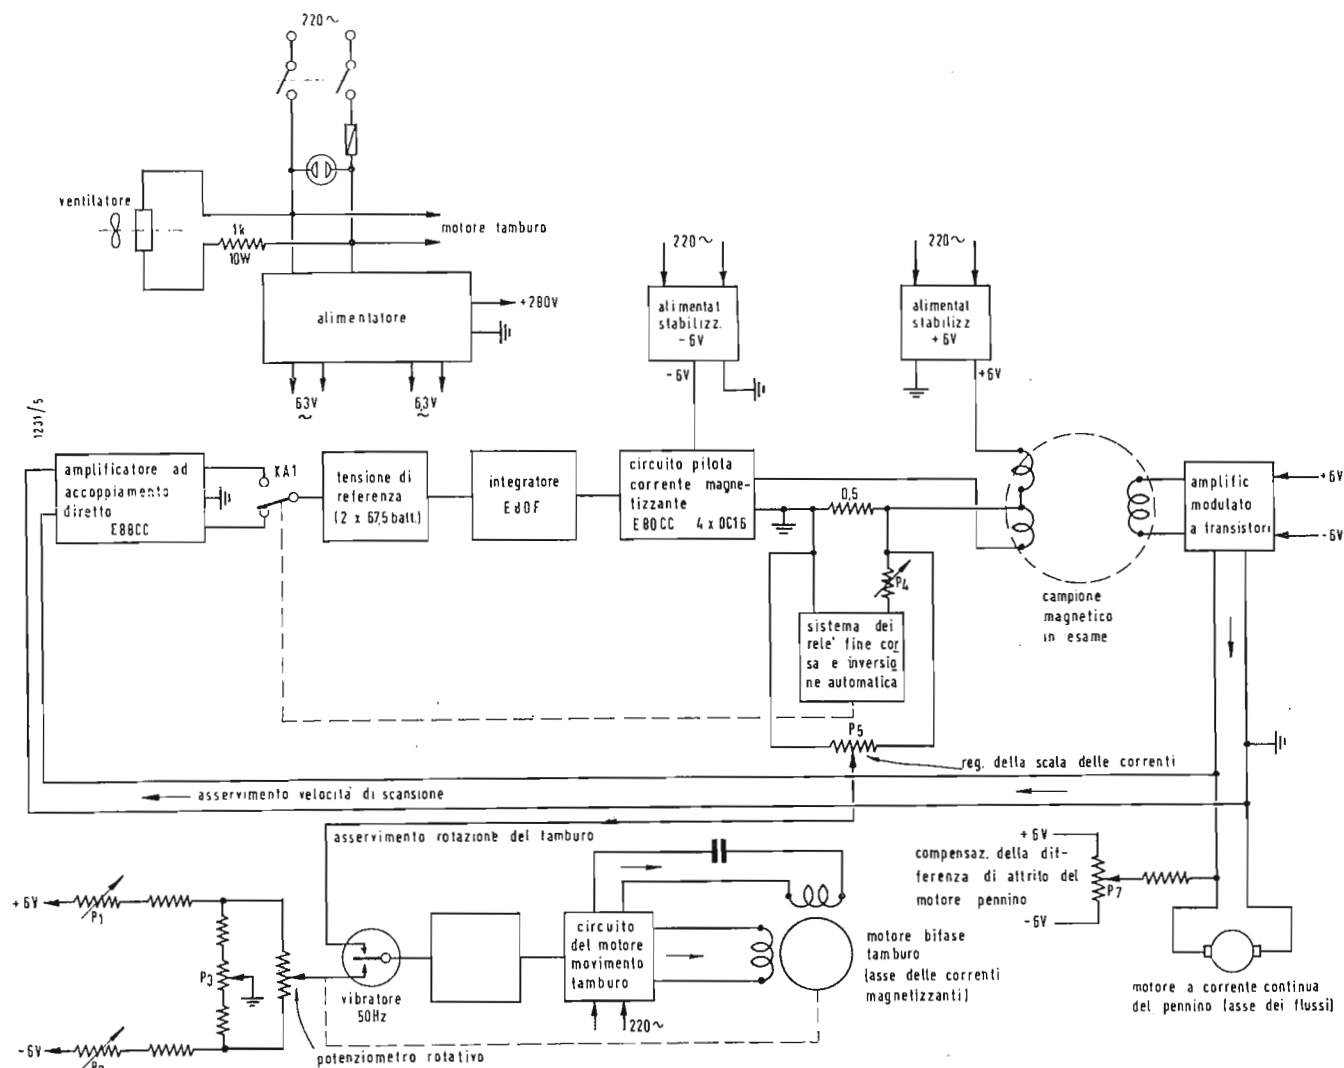 220~
ventilatore
1k
10W
motore tamburo
alimentatore
+280V
63V
~
6,3V
~
220~
alimentat
stabilizz.
-6V
-6V
220~
alimentat
stabilizz
+6V
+6V
1231/5
amplificatore ad
accoppiamento
diretto
E88CC
KA1
tensione di
referenza
(2 x 67,5 batt.)
integratore
E80F
circuito pilota
corrente magne-
tizzante
E80CC 4 x OC16
0,5
P4
sistema dei
rele' fine cor
sa e inversio
ne automatica
campione
magnetico
in esame
amplific
modulato
a transistori
+6V
-6V
P5
reg. della scala delle correnti
asservimento velocità di scansione
asservimento rotazione del tamburo
+6V
compensaz. della dif-
ferenza di attrito del
motore pennino
-6V
P7
+6V
P1
P3
-6V
potenziometro rotativo
vibratore
50Hz
circuito
del motore
movimento
tamburo
220~
motore bifase
tamburo
(asse delle correnti
magnetizzanti)
motore a corrente continua
del pennino (asse dei flussi)